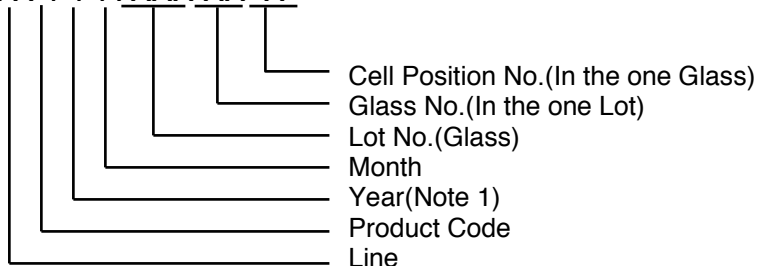 Cell Position No.(In the one Glass)
Glass No.(In the one Lot)
Lot No.(Glass)
Month
Year(Note 1)
Product Code
Line